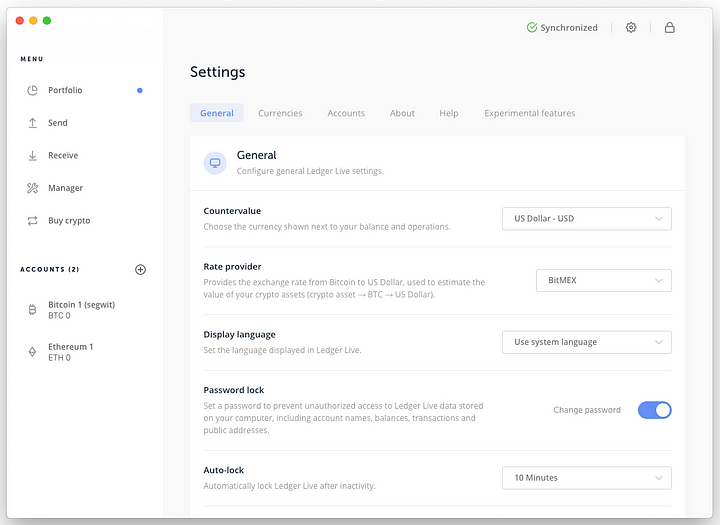 Synchronized
MENU
Portfolio
Send
Receive
Manager
Buy crypto
ACCOUNTS (2)
Bitcoin 1 (segwit)
BTC 0
Ethereum 1
ETH 0
Settings
General
Currencies
Accounts
About
Help
Experimental features
General
Configure general Ledger Live settings.
Countervalue
Choose the currency shown next to your balance and operations.
US Dollar - USD
Rate provider
Provides the exchange rate from Bitcoin to US Dollar, used to estimate the
value of your crypto assets (crypto asset → BTC → US Dollar).
BitMEX
Display language
Set the language displayed in Ledger Live.
Use system language
Password lock
Set a password to prevent unauthorized access to Ledger Live data stored
on your computer, including account names, balances, transactions and
public addresses.
Change password
Auto-lock
Automatically lock Ledger Live after inactivity.
10 Minutes